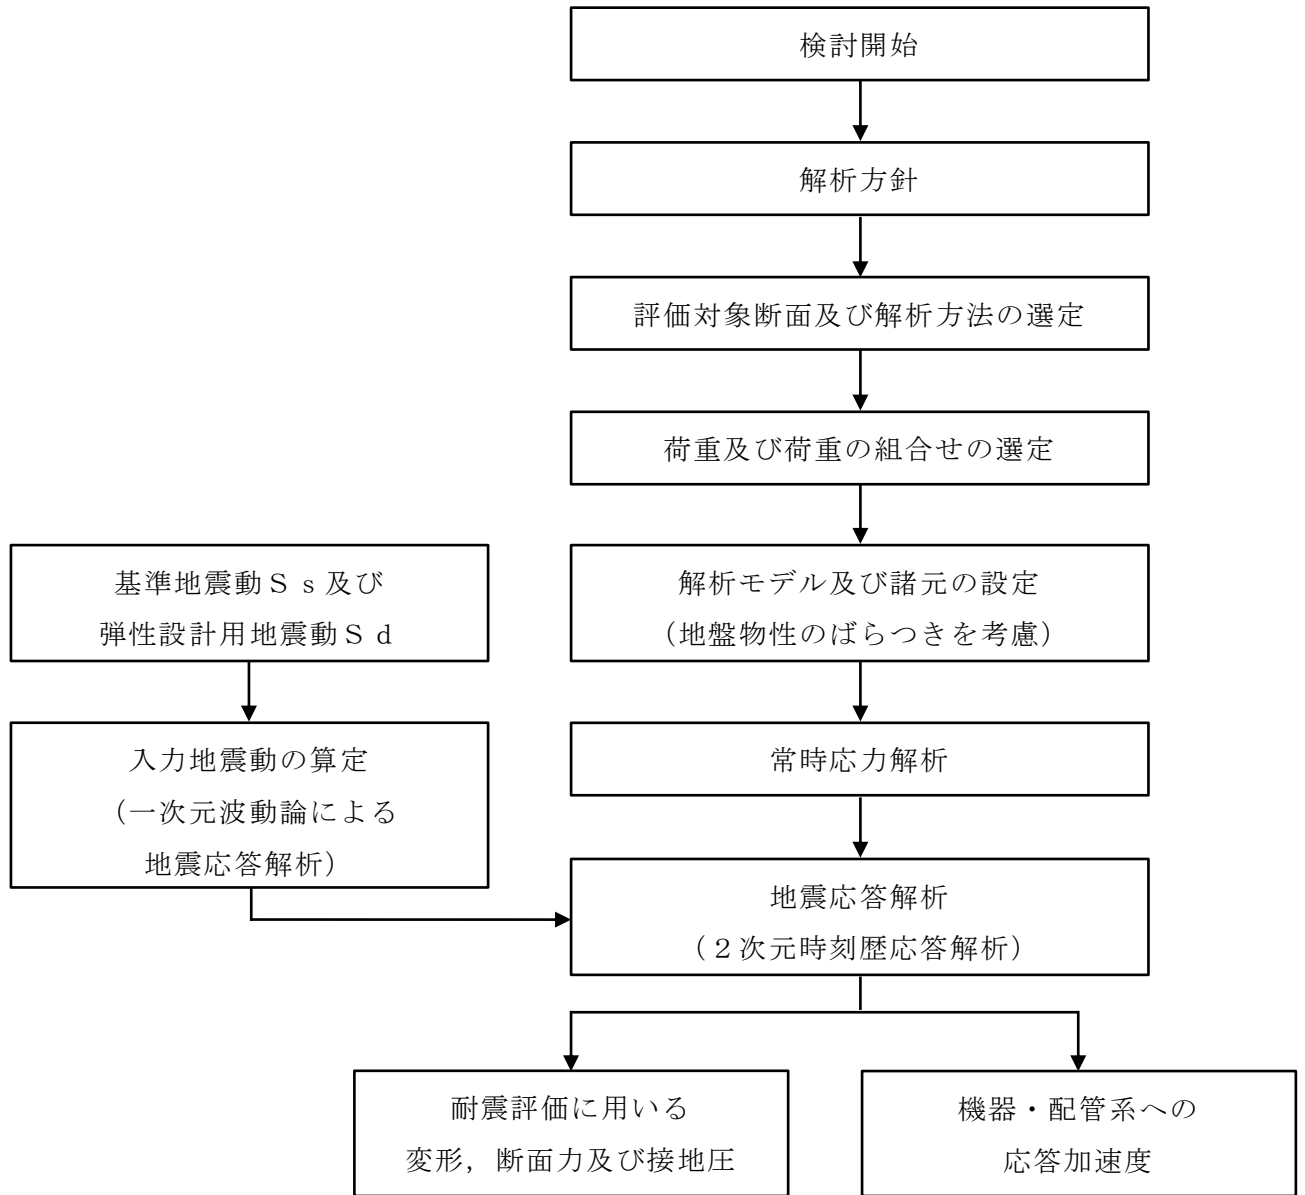 検討開始
解析方針
評価対象断面及び解析方法の選定
荷重及び荷重の組合せの選定
基準地震動Ｓｓ及び
弾性設計用地震動Ｓｄ
解析モデル及び諸元の設定
（地盤物性のばらつきを考慮）
入力地震動の算定
（一次元波動論による
地震応答解析）
常時応力解析
地震応答解析
（２次元時刻歴応答解析）
耐震評価に用いる
変形，断面力及び接地圧
機器・配管系への
応答加速度